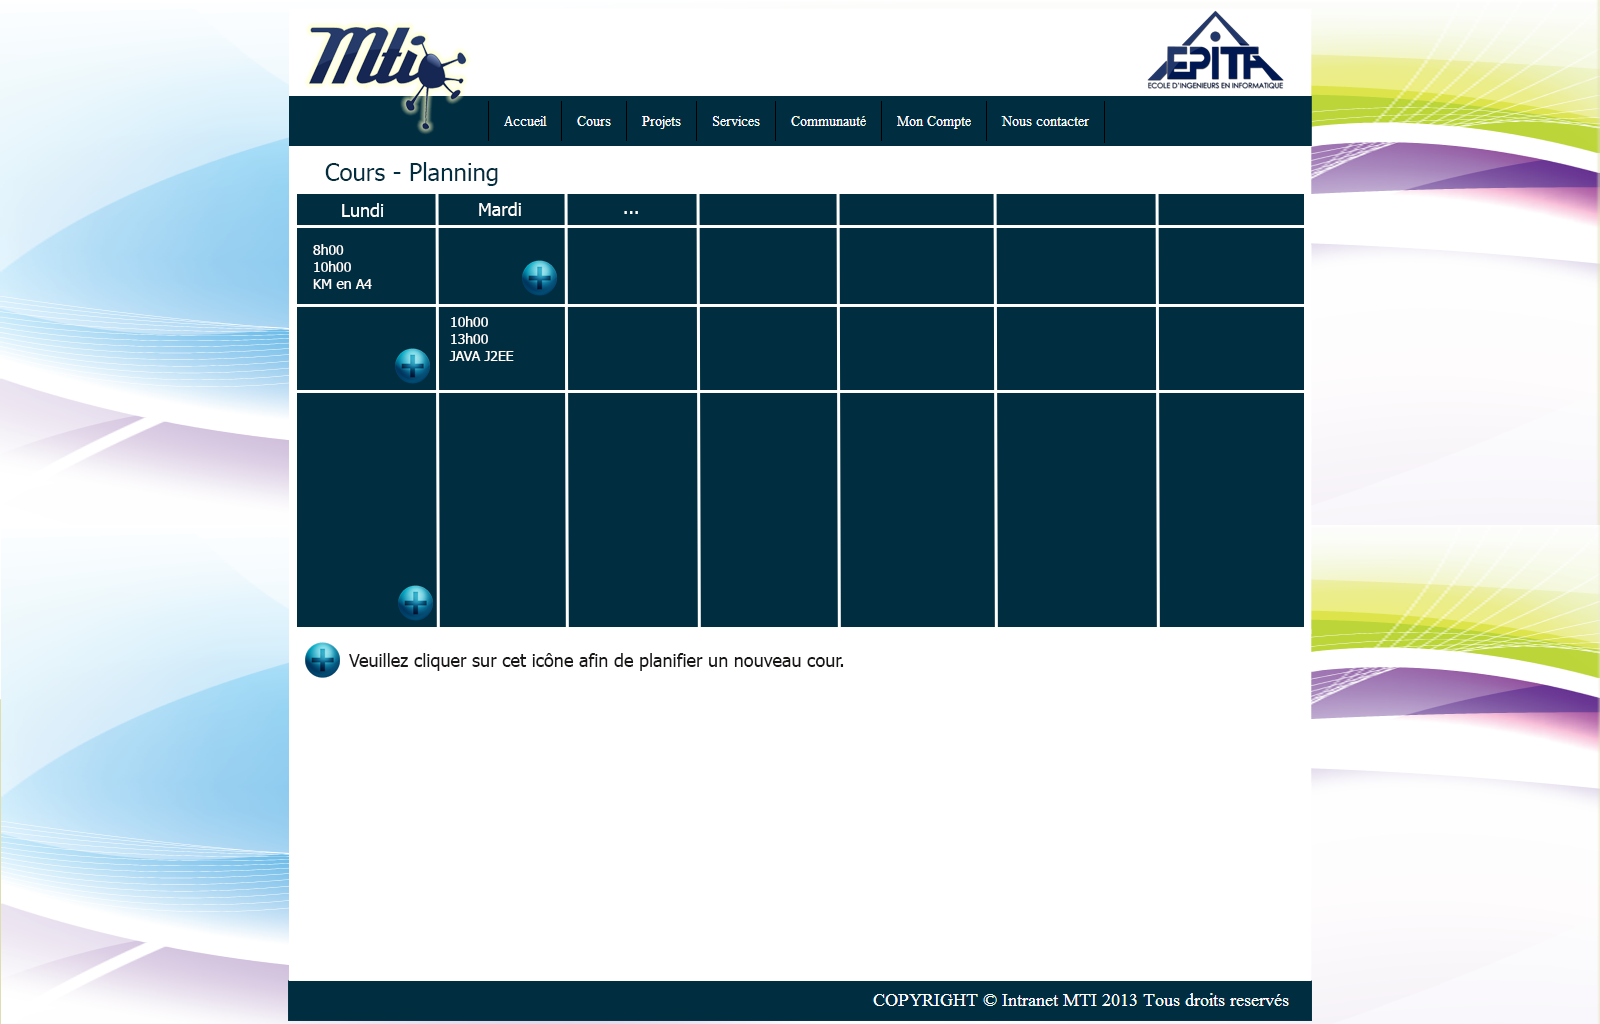 Mti
EPITA
ECOLE D'INGENIEURS EN INFORMATIQUE
Accueil Cours Projets Services Communauté Mon Compte Nous contacter
Cours - Planning
Lundi Mardi ...
8h00
10h00
KM en A4
10h00
13h00
JAVA J2EE
Veuillez cliquer sur cet icône afin de planifier un nouveau cour.
COPYRIGHT © Intranet MTI 2013 Tous droits reservés